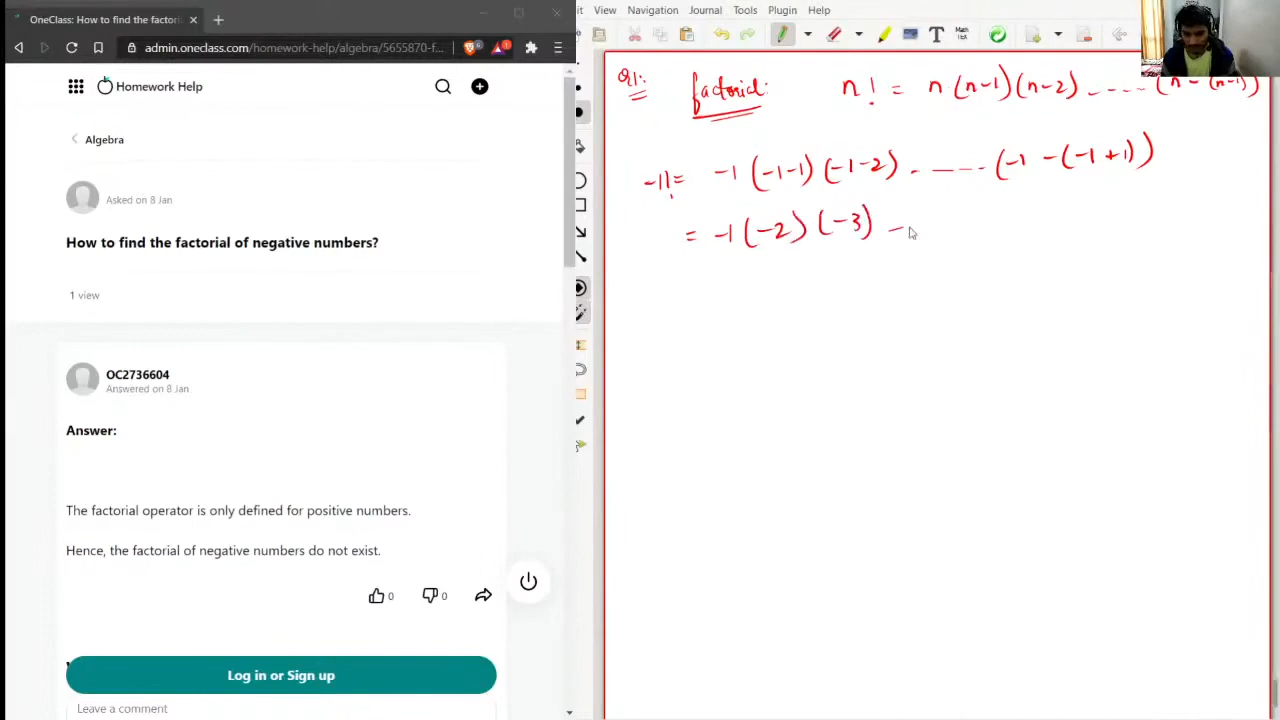 OneClass: How to find the factori
View Navigation Journal Tools Plugin Help
admin.oneclass.com/homework-help/algebra/5655870-f...
6
1
Homework Help
Algebra
Asked on 8 Jan
How to find the factorial of negative numbers?
1 view
OC2736604
Answered on 8 Jan
Answer:
The factorial operator is only defined for positive numbers.
Hence, the factorial of negative numbers do not exist.
0 0
Log in or Sign up
Leave a comment
T MATH TEX
Q1: factorial: n! = n (n-1)(n-2) ...... (n-(n-1)
-1! = -1 (-1-1) (-1-2) . ---.. (-1 - (-1+1))
= -1 (-2) (-3) -